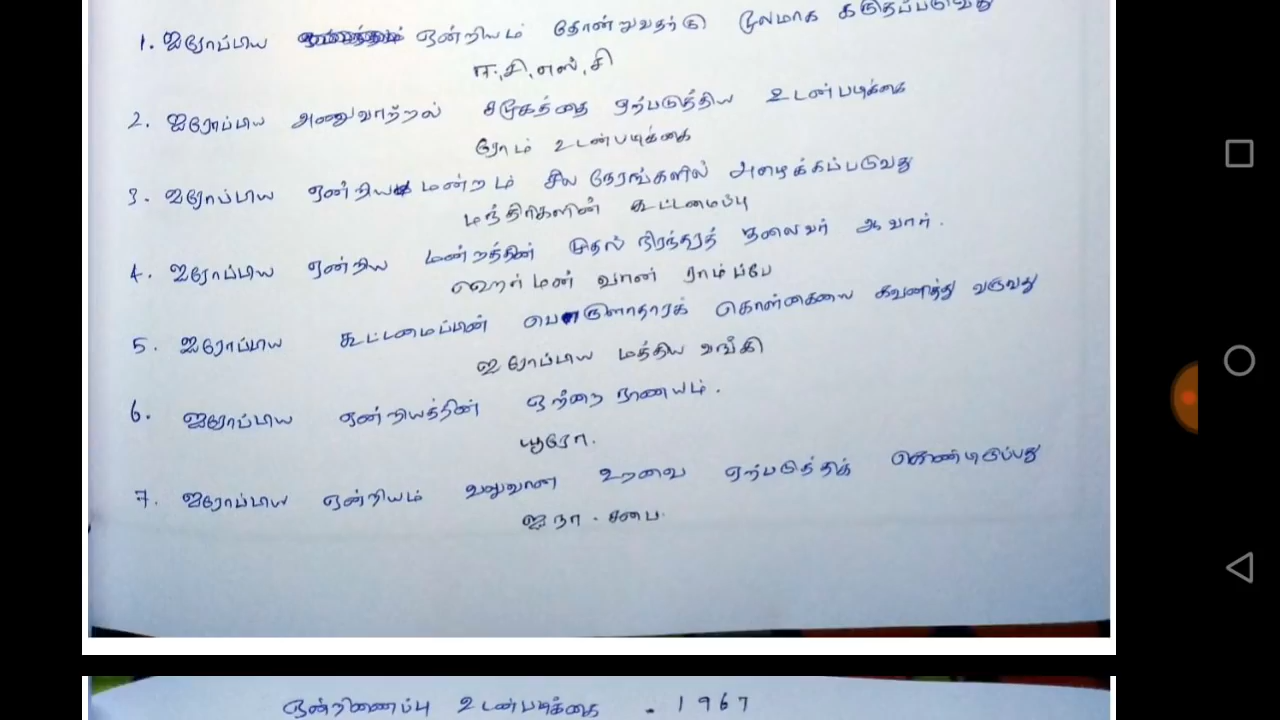 1. ஐரோப்பிய ஒன்றியம் தோன்றுவதற்கு மூலமாக கருதப்படுவது
ஈ.சி.எஸ்.சி
2. ஐரோப்பிய அணுவாற்றல் சமூகத்தை ஏற்படுத்திய உடன்படிக்கை
ரோம் உடன்படிக்கை
3. ஐரோப்பிய ஒன்றிய மன்றம் சில நேரங்களில் அழைக்கப்படுவது
மந்திரிகளின் கூட்டமைப்பு
4. ஐரோப்பிய ஒன்றிய மன்றத்தின் முதல் நிரந்தரத் தலைவர் ஆவார்.
ஹெர்மன் வான் ராம்ப்பே
5. ஐரோப்பிய கூட்டமைப்பின் பொருளாதாரக் கொள்கையை கவனித்து வருவது
ஐரோப்பிய மத்திய வங்கி
6. ஐரோப்பிய ஒன்றியத்தின் ஒற்றை நாணயம்.
யூரோ.
7. ஐரோப்பிய ஒன்றியம் வலுவான உறவை ஏற்படுத்திக் கொண்டிருப்பது
ஐ.நா. சபை.
ஒன்றிணைப்பு உடன்படிக்கை - 1967